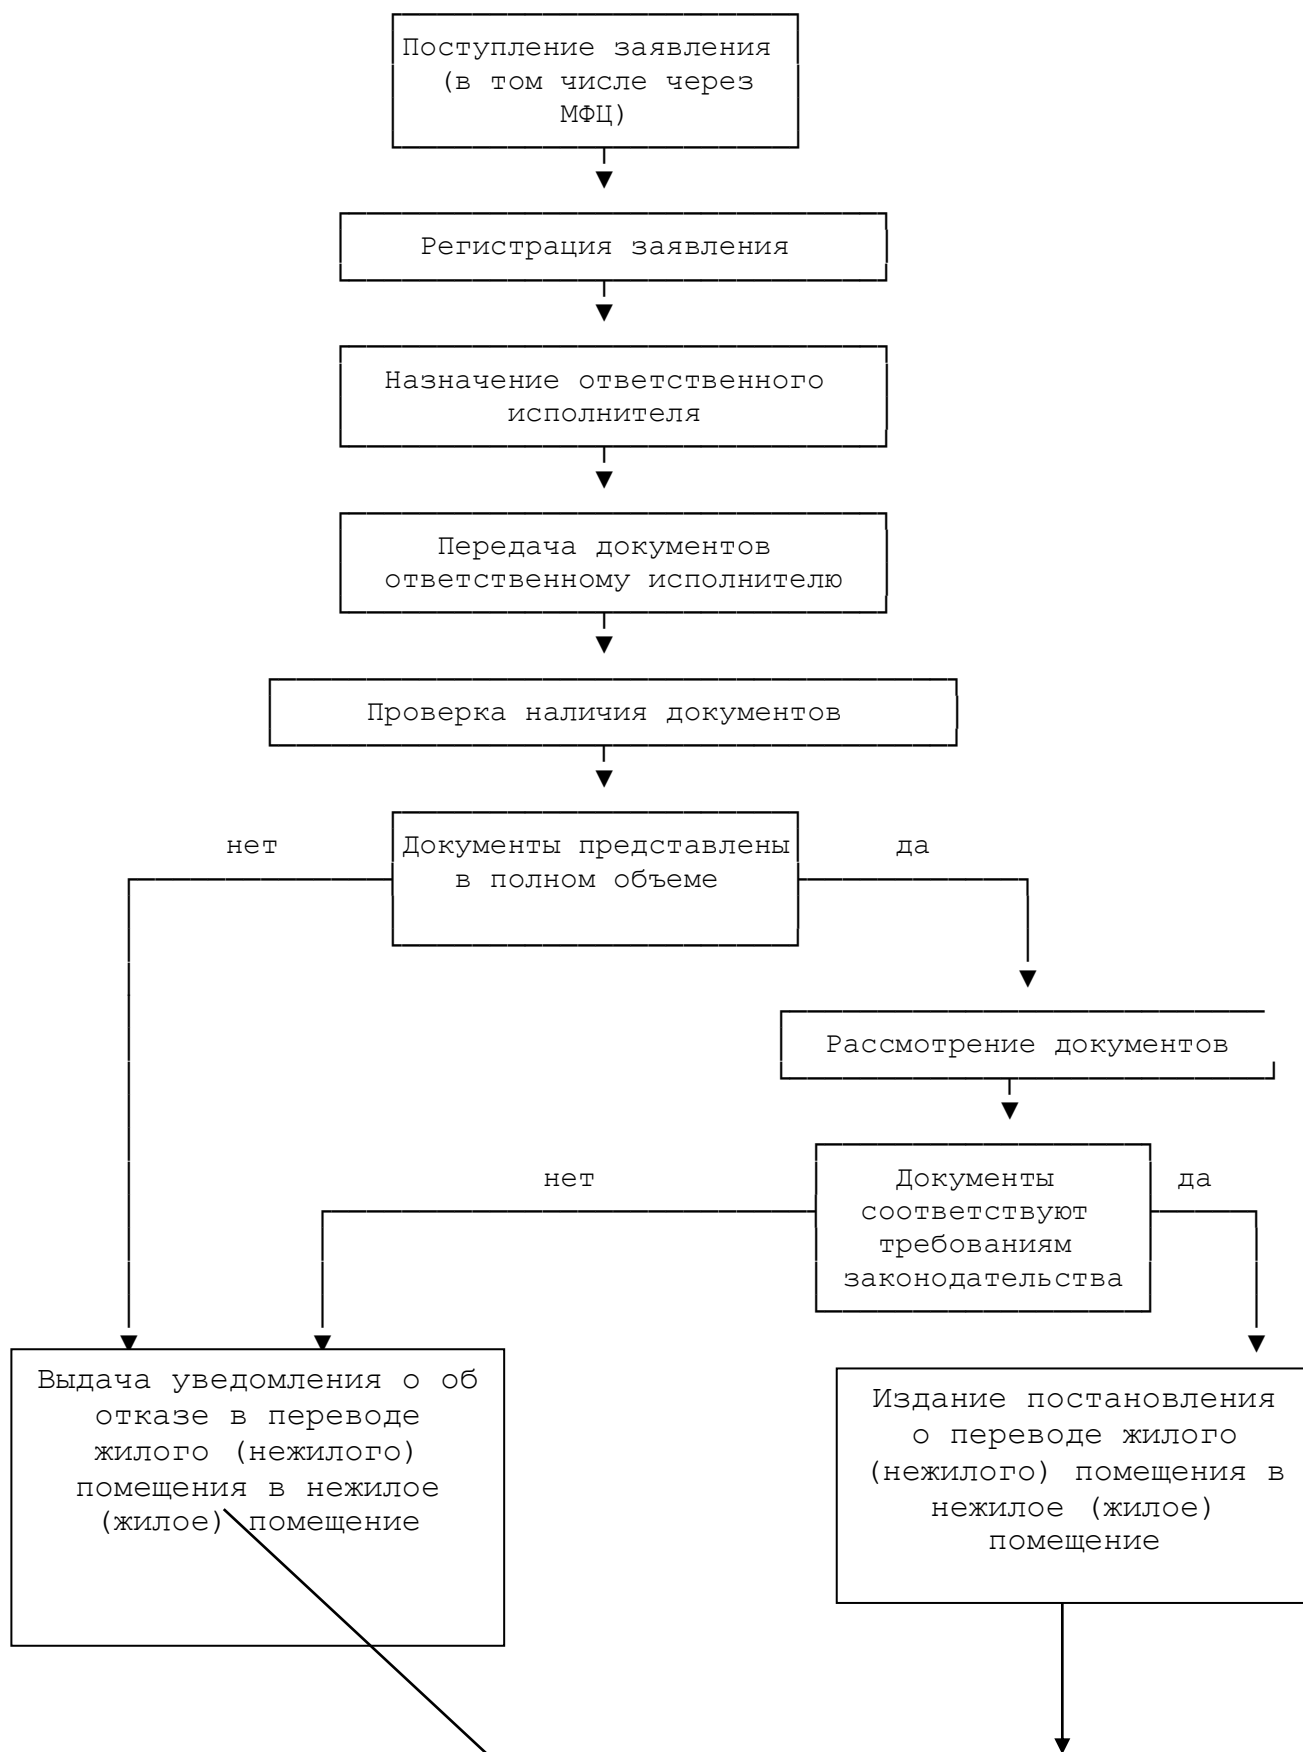 Поступление заявления
(в том числе через
МФЦ)
Регистрация заявления
Назначение ответственного
исполнителя
Передача документов
ответственному исполнителю
Проверка наличия документов
нет
Документы представлены
в полном объеме
да
Рассмотрение документов
нет
Документы
соответствуют
требованиям
законодательства
да
Выдача уведомления о об
отказе в переводе
жилого (нежилого)
помещения в нежилое
(жилое) помещение
Издание постановления
о переводе жилого
(нежилого) помещения в
нежилое (жилое)
помещение